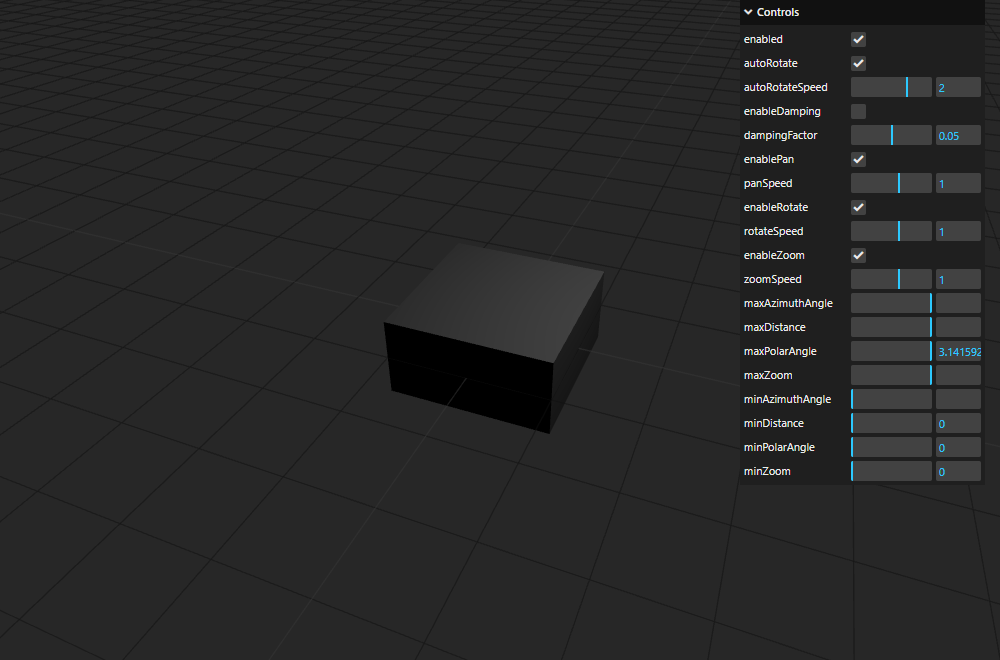 Controls
enabled
autoRotate
autoRotateSpeed 2
enableDamping
dampingFactor 0.05
enablePan
panSpeed 1
enableRotate
rotateSpeed 1
enableZoom
zoomSpeed 1
maxAzimuthAngle
maxDistance
maxPolarAngle 3.141592
maxZoom
minAzimuthAngle
minDistance 0
minPolarAngle 0
minZoom 0